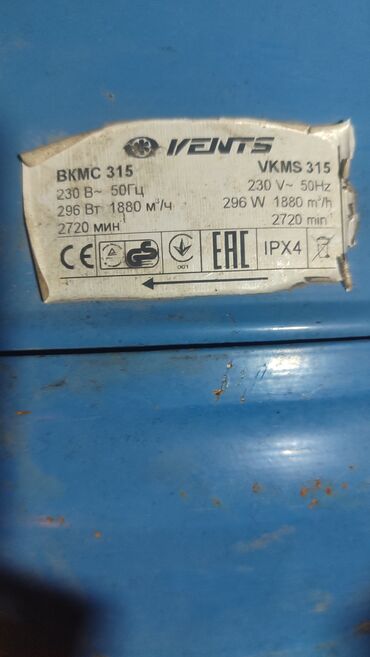 VENTS
ВКМС 315 VKMS 315
230 В~ 50Гц 230 V~ 50Hz
296 Вт 1880 м³/ч 296 W 1880 m³/h
2720 мин⁻¹ 2720 min⁻¹
CE GS EAC IPX4